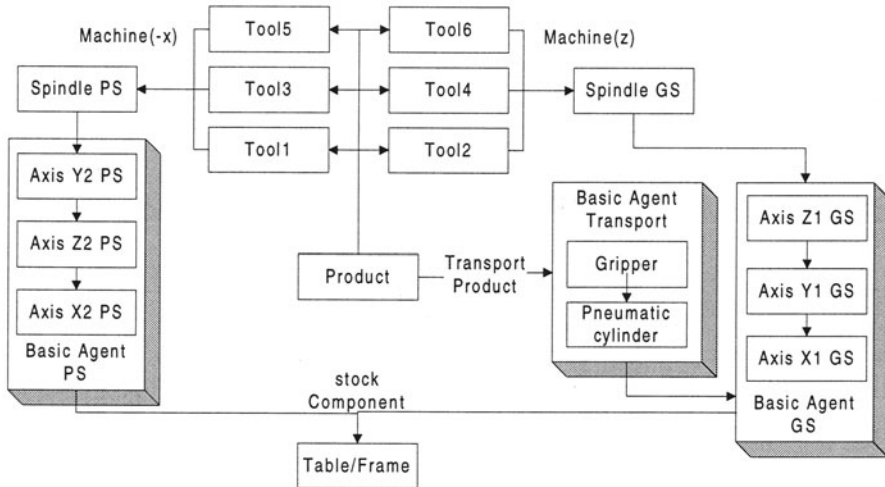 Machine(-x)
Tool5
Tool6
Machine(z)
Spindle PS
Tool3
Tool4
Spindle GS
Tool1
Tool2
Axis Y2 PS
Axis Z2 PS
Axis X2 PS
Basic Agent
PS
Product
Transport
Product
Basic Agent
Transport
Gripper
Pneumatic
cylinder
Axis Z1 GS
Axis Y1 GS
Axis X1 GS
Basic Agent
GS
stock
Component
Table/Frame